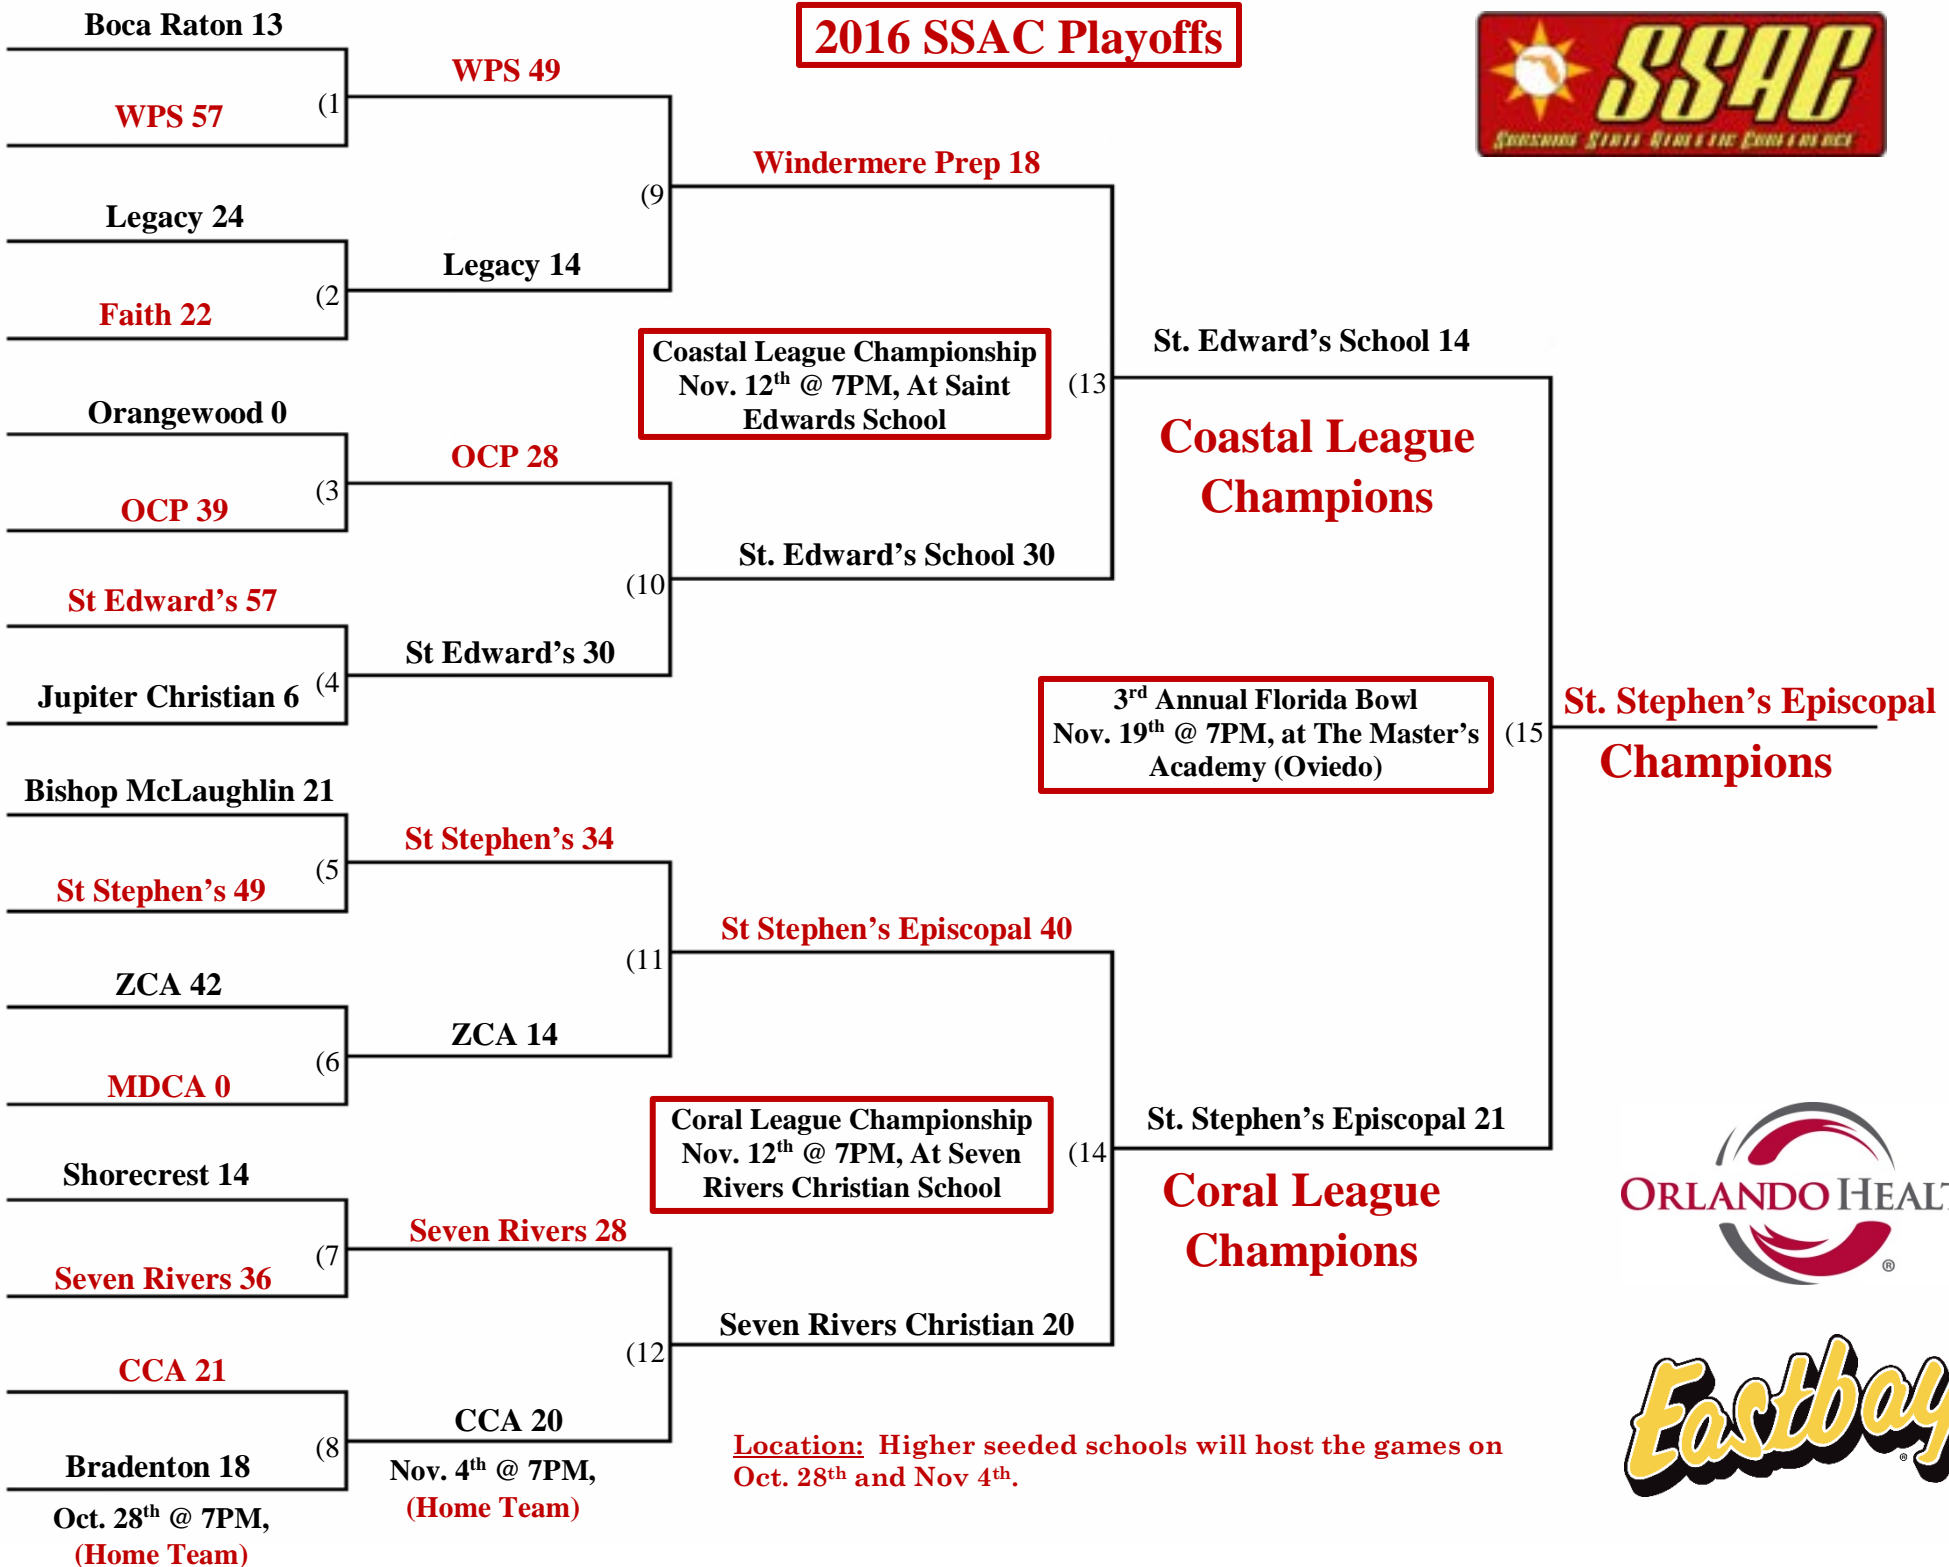 2016 SSAC Playoffs
SSAC
SUNSHINE STATE ATHLETIC CONFERENCE
Boca Raton 13
WPS 57
(1
WPS 49
Legacy 24
Faith 22
(2
Legacy 14
(9
Windermere Prep 18
Orangewood 0
OCP 39
(3
OCP 28
St Edward's 57
Jupiter Christian 6
(4
St Edward's 30
(10
St. Edward's School 30
Coastal League Championship
Nov. 12th @ 7PM, At Saint
Edwards School
(13
St. Edward's School 14
Coastal League
Champions
Bishop McLaughlin 21
St Stephen's 49
(5
St Stephen's 34
ZCA 42
MDCA 0
(6
ZCA 14
(11
St Stephen's Episcopal 40
Shorecrest 14
Seven Rivers 36
(7
Seven Rivers 28
CCA 21
Bradenton 18
(8
CCA 20
(12
Seven Rivers Christian 20
Coral League Championship
Nov. 12th @ 7PM, At Seven
Rivers Christian School
(14
St. Stephen's Episcopal 21
Coral League
Champions
3rd Annual Florida Bowl
Nov. 19th @ 7PM, at The Master's
Academy (Oviedo)
(15
St. Stephen's Episcopal
Champions
Oct. 28th @ 7PM,
(Home Team)
Nov. 4th @ 7PM,
(Home Team)
Location: Higher seeded schools will host the games on
Oct. 28th and Nov 4th.
ORLANDO HEALT
®
Eastbay
®